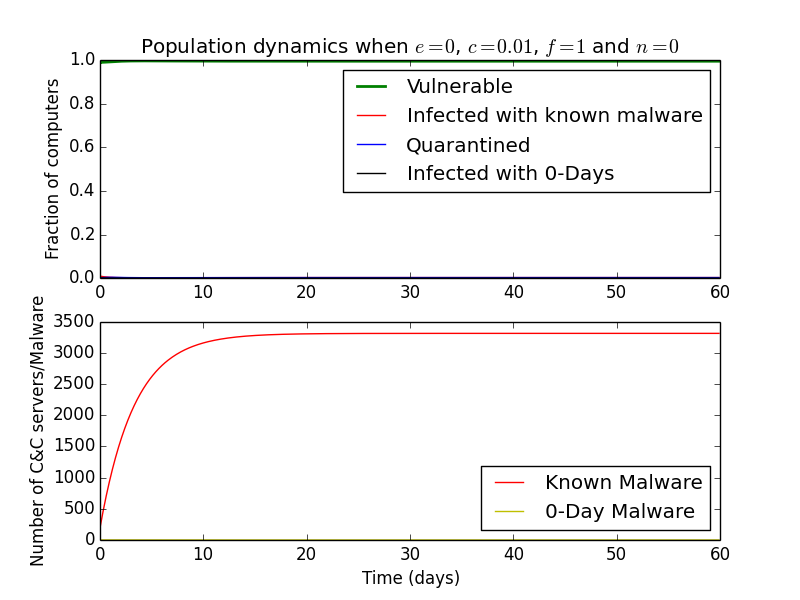 Population dynamics when e=0, c=0.01, f=1 and n=0
1.0
0.8
0.6
0.4
0.2
0.0
Fraction of computers
Vulnerable
Infected with known malware
Quarantined
Infected with 0-Days
0 10 20 30 40 50 60
3500
3000
2500
2000
1500
1000
500
0
Number of C&C servers/Malware
Known Malware
0-Day Malware
0 10 20 30 40 50 60
Time (days)